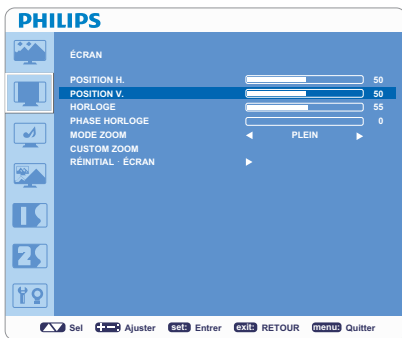 PHILIPS
ÉCRAN
POSITION H. 50
POSITION V. 50
HORLOGE 55
PHASE HORLOGE 0
MODE ZOOM PLEIN
CUSTOM ZOOM
RÉINITIAL · ÉCRAN
Sel Ajuster set: Entrer exit: RETOUR menu: Quitter